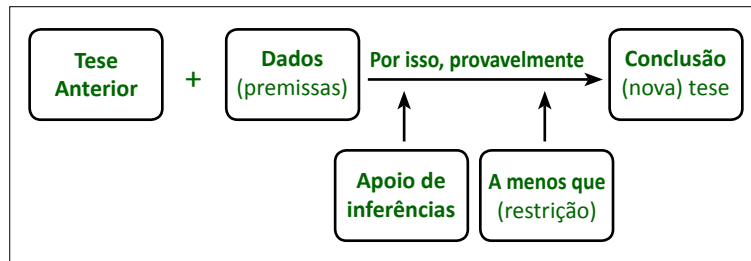 Tese
Anterior
+
Dados
(premissas)
Por isso, provavelmente
Conclusão
(nova) tese
Apoio de
inferências
A menos que
(restrição)